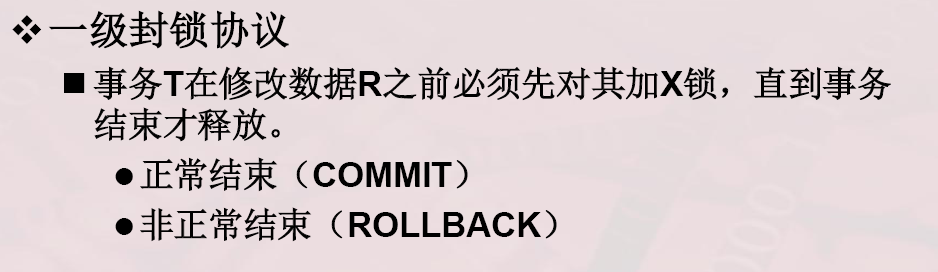 ❖一级封锁协议
■事务T在修改数据R之前必须先对其加X锁，直到事务
结束才释放。
●正常结束（COMMIT）
●非正常结束（ROLLBACK）